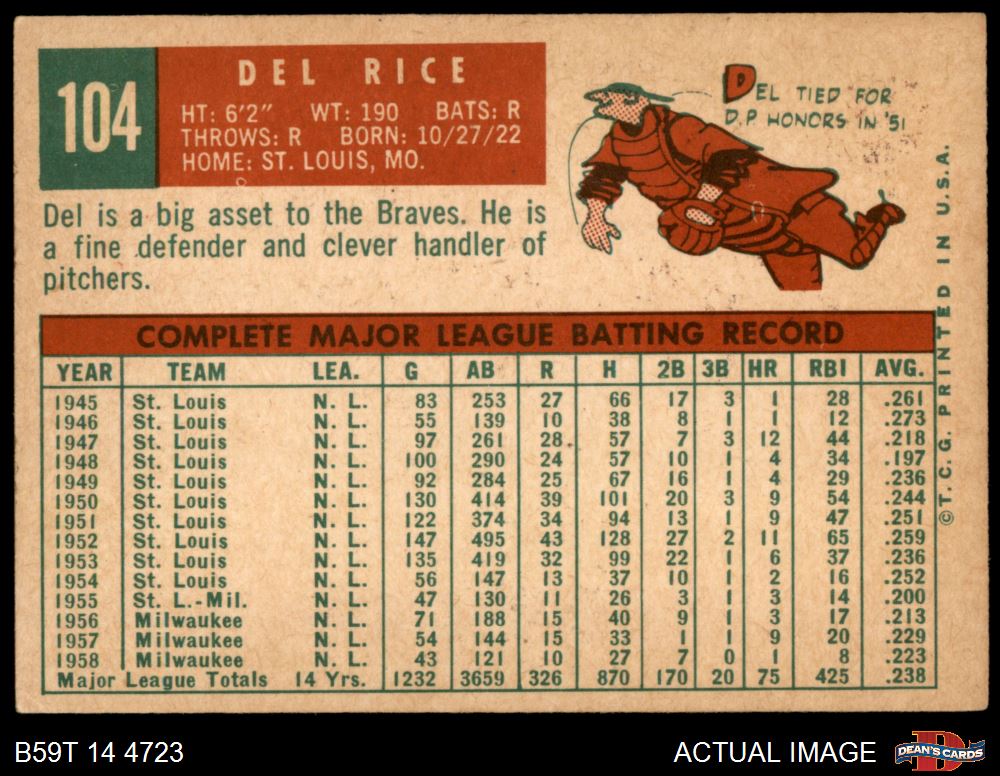 104
DEL RICE
HT: 6'2" WT: 190 BATS: R
THROWS: R BORN: 10/27/22
HOME: ST. LOUIS, MO.
DEL TIED FOR
D.P HONORS IN '51
Del is a big asset to the Braves. He is
a fine defender and clever handler of
pitchers.
COMPLETE MAJOR LEAGUE BATTING RECORD
YEAR TEAM LEA. G AB R H 2B 3B HR RBI AVG.
1945 St. Louis N. L. 83 253 27 66 17 3 1 28 .261
1946 St. Louis N. L. 55 139 10 38 8 1 1 12 .273
1947 St. Louis N. L. 97 261 28 57 7 3 12 44 .218
1948 St. Louis N. L. 100 290 24 57 10 1 4 34 .197
1949 St. Louis N. L. 92 284 25 67 16 1 4 29 .236
1950 St. Louis N. L. 130 414 39 101 20 3 9 54 .244
1951 St. Louis N. L. 122 374 34 94 13 1 9 47 .251
1952 St. Louis N. L. 147 495 43 128 27 2 11 65 .259
1953 St. Louis N. L. 135 419 32 99 22 1 6 37 .236
1954 St. Louis N. L. 56 147 13 37 10 1 2 16 .252
1955 St. L.-Mil. N. L. 47 130 11 26 3 1 3 14 .200
1956 Milwaukee N. L. 71 188 15 40 9 1 3 17 .213
1957 Milwaukee N. L. 54 144 15 33 1 1 9 20 .229
1958 Milwaukee N. L. 43 121 10 27 7 0 1 8 .223
Major League Totals 14 Yrs. 1232 3659 326 870 170 20 75 425 .238
©T.C.G. PRINTED IN U.S.A.
B59T 14 4723
ACTUAL IMAGE
DEAN'S CARDS